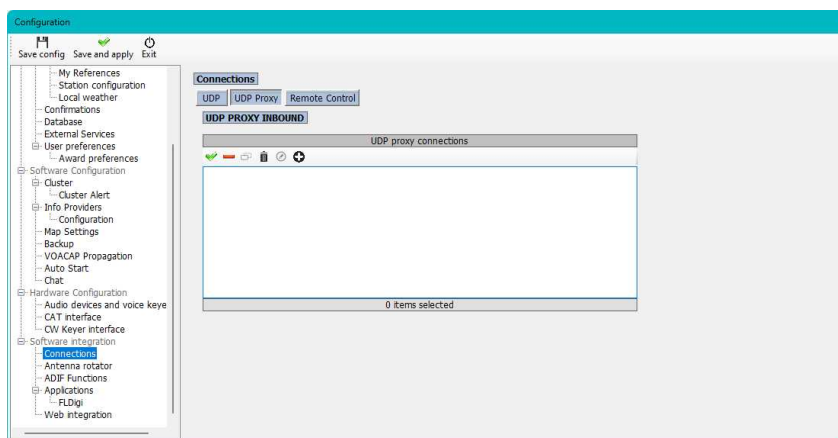 Configuration
Save config Save and apply Exit
My References
Station configuration
Local weather
Confirmations
Database
External Services
User preferences
Award preferences
Software Configuration
Cluster
Cluster Alert
Info Providers
Configuration
Map Settings
Backup
VOACAP Propagation
Auto Start
Chat
Hardware Configuration
Audio devices and voice keye
CAT interface
CW Keyer interface
Software integration
Connections
Antenna rotator
ADIF Functions
Applications
FLDigi
Web integration
Connections
UDP UDP Proxy Remote Control
UDP PROXY INBOUND
UDP proxy connections
0 items selected